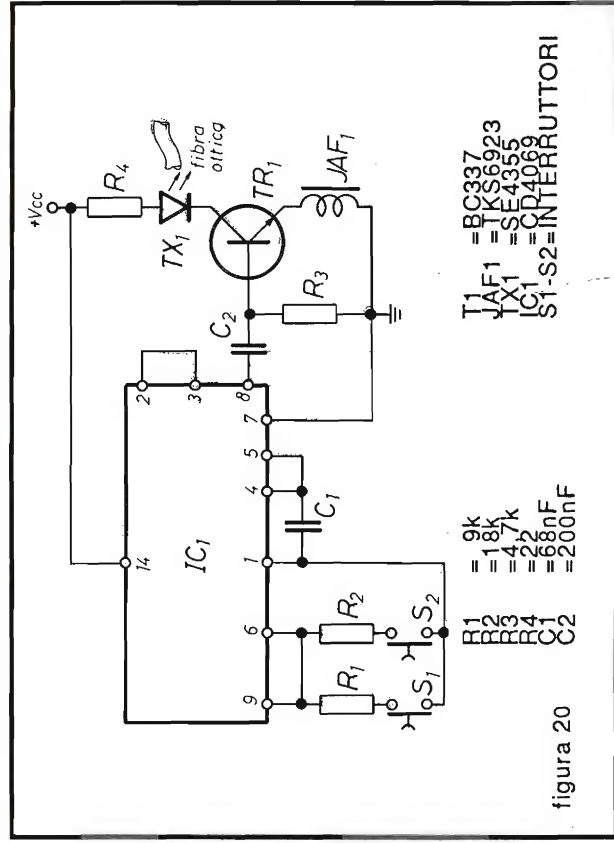 +Vcc
R4
fibra
ottica
TX1
14
2
3
TR1
IC1
C2
8
JAF1
R3
9 6 1 4 5 7
C1
R1
R2
S1
S2
R1 = 9k
R2 =18k
R3 =4,7k
R4 =22
C1 =68nF
C2 =200nF
T1 =BC337
JAF1 =TKS6923
TX1 =SE4355
IC1 =CD4069
S1-S2=INTERRUTTORI
figura 20